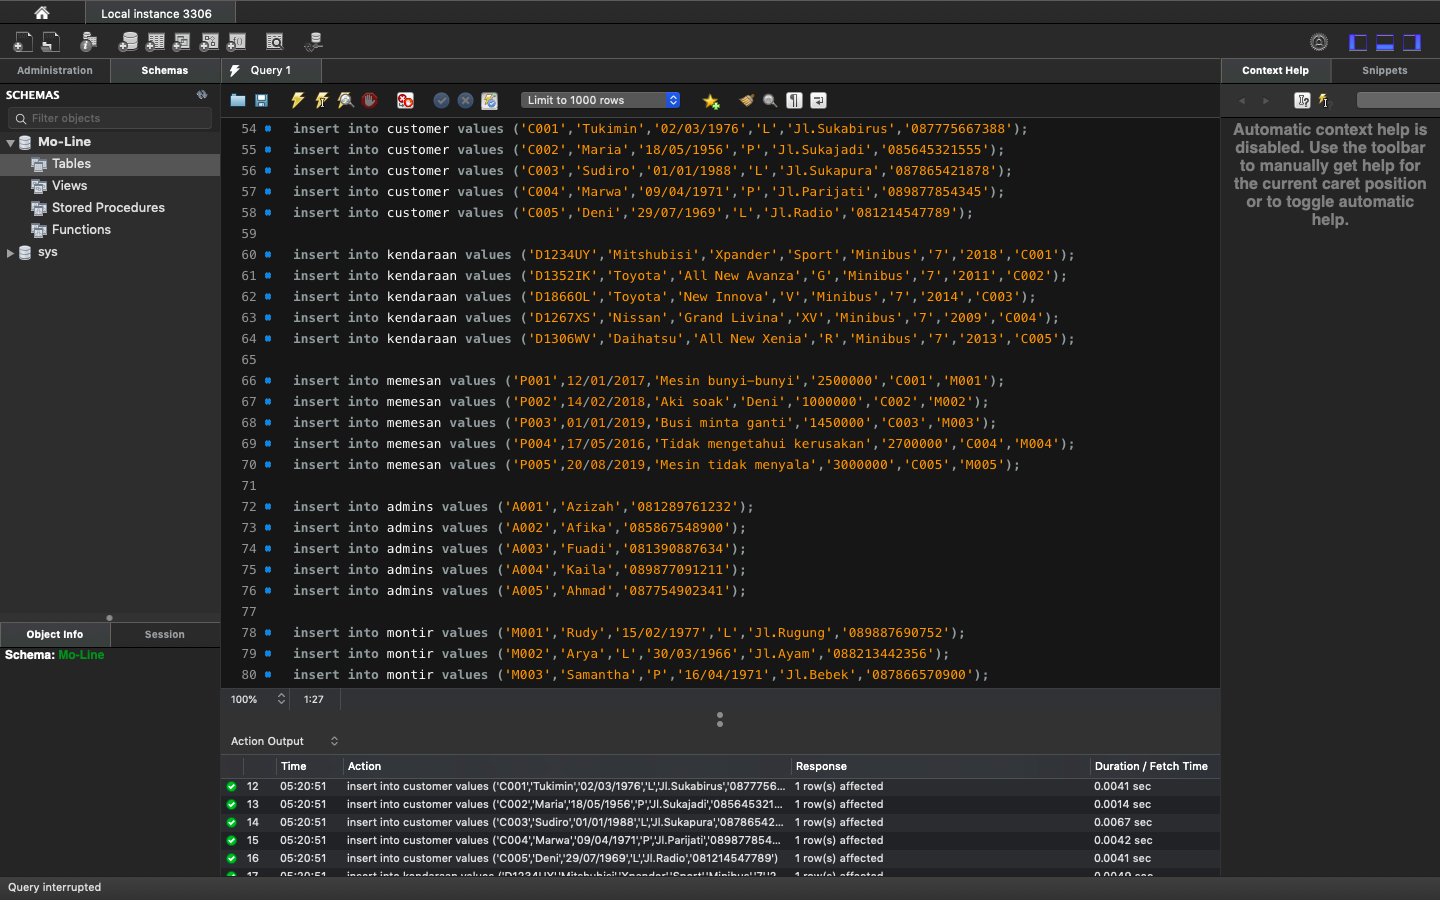 Local instance 3306
Administration
Schemas
Query 1
Context Help
Snippets
SCHEMAS
Filter objects
Mo-Line
Tables
Views
Stored Procedures
Functions
sys
Limit to 1000 rows
54 insert into customer values ('C001','Tukimin','02/03/1976','L','Jl.Sukabirus','087775667388');
55 insert into customer values ('C002','Maria','18/05/1956','P','Jl.Sukajadi','085645321555');
56 insert into customer values ('C003','Sudiro','01/01/1988','L','Jl.Sukapura','087865421878');
57 insert into customer values ('C004','Marwa','09/04/1971','P','Jl.Parijati','089877854345');
58 insert into customer values ('C005','Deni','29/07/1969','L','Jl.Radio','081214547789');
59
60 insert into kendaraan values ('D1234UY','Mitshubisi','Xpander','Sport','Minibus','7','2018','C001');
61 insert into kendaraan values ('D1352IK','Toyota','All New Avanza','G','Minibus','7','2011','C002');
62 insert into kendaraan values ('D1866OL','Toyota','New Innova','V','Minibus','7','2014','C003');
63 insert into kendaraan values ('D1267XS','Nissan','Grand Livina','XV','Minibus','7','2009','C004');
64 insert into kendaraan values ('D1306WV','Daihatsu','All New Xenia','R','Minibus','7','2013','C005');
65
66 insert into memesan values ('P001',12/01/2017,'Mesin bunyi-bunyi','2500000','C001','M001');
67 insert into memesan values ('P002',14/02/2018,'Aki soak','Deni','1000000','C002','M002');
68 insert into memesan values ('P003',01/01/2019,'Busi minta ganti','1450000','C003','M003');
69 insert into memesan values ('P004',17/05/2016,'Tidak mengetahui kerusakan','2700000','C004','M004');
70 insert into memesan values ('P005',20/08/2019,'Mesin tidak menyala','3000000','C005','M005');
71
72 insert into admins values ('A001','Azizah','081289761232');
73 insert into admins values ('A002','Afika','085867548900');
74 insert into admins values ('A003','Fuadi','081390887634');
75 insert into admins values ('A004','Kaila','089877091211');
76 insert into admins values ('A005','Ahmad','087754902341');
77
78 insert into montir values ('M001','Rudy','15/02/1977','L','Jl.Rugung','089887690752');
79 insert into montir values ('M002','Arya','L','30/03/1966','Jl.Ayam','088213442356');
80 insert into montir values ('M003','Samantha','P','16/04/1971','Jl.Bebek','087866570900');
Automatic context help is
disabled. Use the toolbar
to manually get help for
the current caret position
or to toggle automatic
help.
Object Info
Session
Schema: Mo-Line
100%
1:27
Action Output
Time Action Response Duration / Fetch Time
12 05:20:51 insert into customer values ('C001','Tukimin','02/03/1976','L','Jl.Sukabirus','0877756... 1 row(s) affected 0.0041 sec
13 05:20:51 insert into customer values ('C002','Maria','18/05/1956','P','Jl.Sukajadi','085645321... 1 row(s) affected 0.0014 sec
14 05:20:51 insert into customer values ('C003','Sudiro','01/01/1988','L','Jl.Sukapura','08786542... 1 row(s) affected 0.0067 sec
15 05:20:51 insert into customer values ('C004','Marwa','09/04/1971','P','Jl.Parijati','089877854... 1 row(s) affected 0.0042 sec
16 05:20:51 insert into customer values ('C005','Deni','29/07/1969','L','Jl.Radio','081214547789') 1 row(s) affected 0.0041 sec
17 05:20:51 insert into kendaraan values ('D1234UY','Mitshubisi','Xpander','Sport','Minibus','7','2... 1 row(s) affected 0.0049 sec
Query interrupted